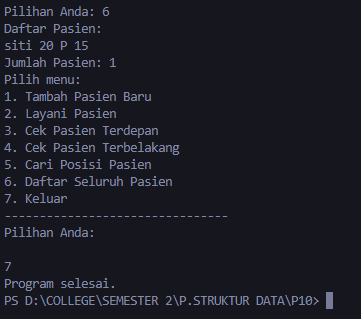 Pilihan Anda: 6
Daftar Pasien:
siti 20 P 15
Jumlah Pasien: 1
Pilih menu:
1. Tambah Pasien Baru
2. Layani Pasien
3. Cek Pasien Terdepan
4. Cek Pasien Terbelakang
5. Cari Posisi Pasien
6. Daftar Seluruh Pasien
7. Keluar
--------------------------------
Pilihan Anda:
7
Program selesai.
PS D:\COLLEGE\SEMESTER 2\P.STRUKTUR DATA\P10>